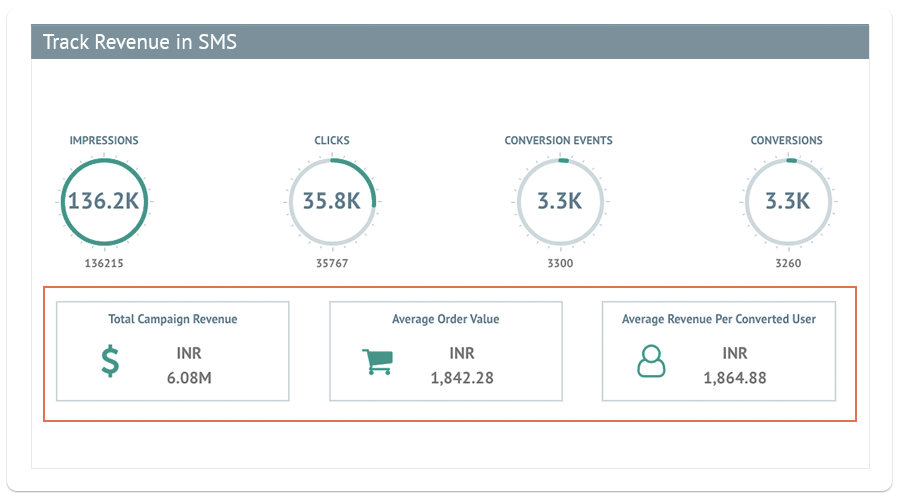 Track Revenue in SMS
IMPRESSIONS
CLICKS
CONVERSION EVENTS
CONVERSIONS
136.2K
35.8K
3.3K
3.3K
136215
35767
3300
3260
Total Campaign Revenue
$
INR
6.08M
Average Order Value
INR
1,842.28
Average Revenue Per Converted User
INR
1,864.88